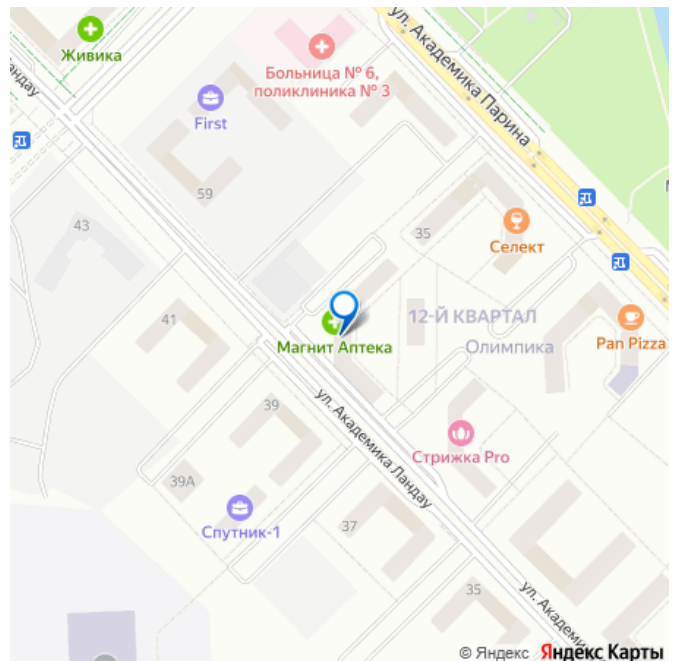 Живика
Ландау
ул. Академика Парина
Больница № 6,
поликлиника № 3
First
59
43
35
Селект
41
12-Й КВАРТАЛ
Олимпика
Pan Pizza
Магнит Аптека
ул. Академика Ландау
39
Стрижка Pro
39А
Спутник-1
37
35
ул. Академика
© Яндекс Яндекс Карты